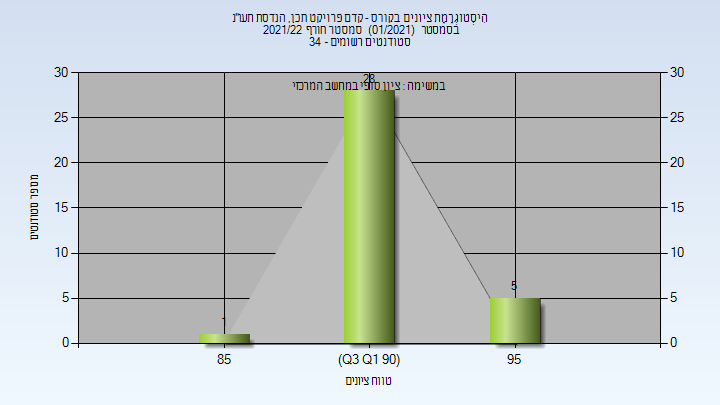 היסטוגרמת ציונים בקורס - קדם פרויקט תכן, הנדסת תעו"נ
בסמסטר (01/2021) סמסטר חורף 2021/22
סטודנטים רשומים - 34
במשימה : ציון סופי במחשב המרכזי
30 30
25 25
20 20
15 15
10 10
5 5
0 0
28
5
1
מספר סטודנטים
85 (Q3 Q1 90) 95
טווח ציונים